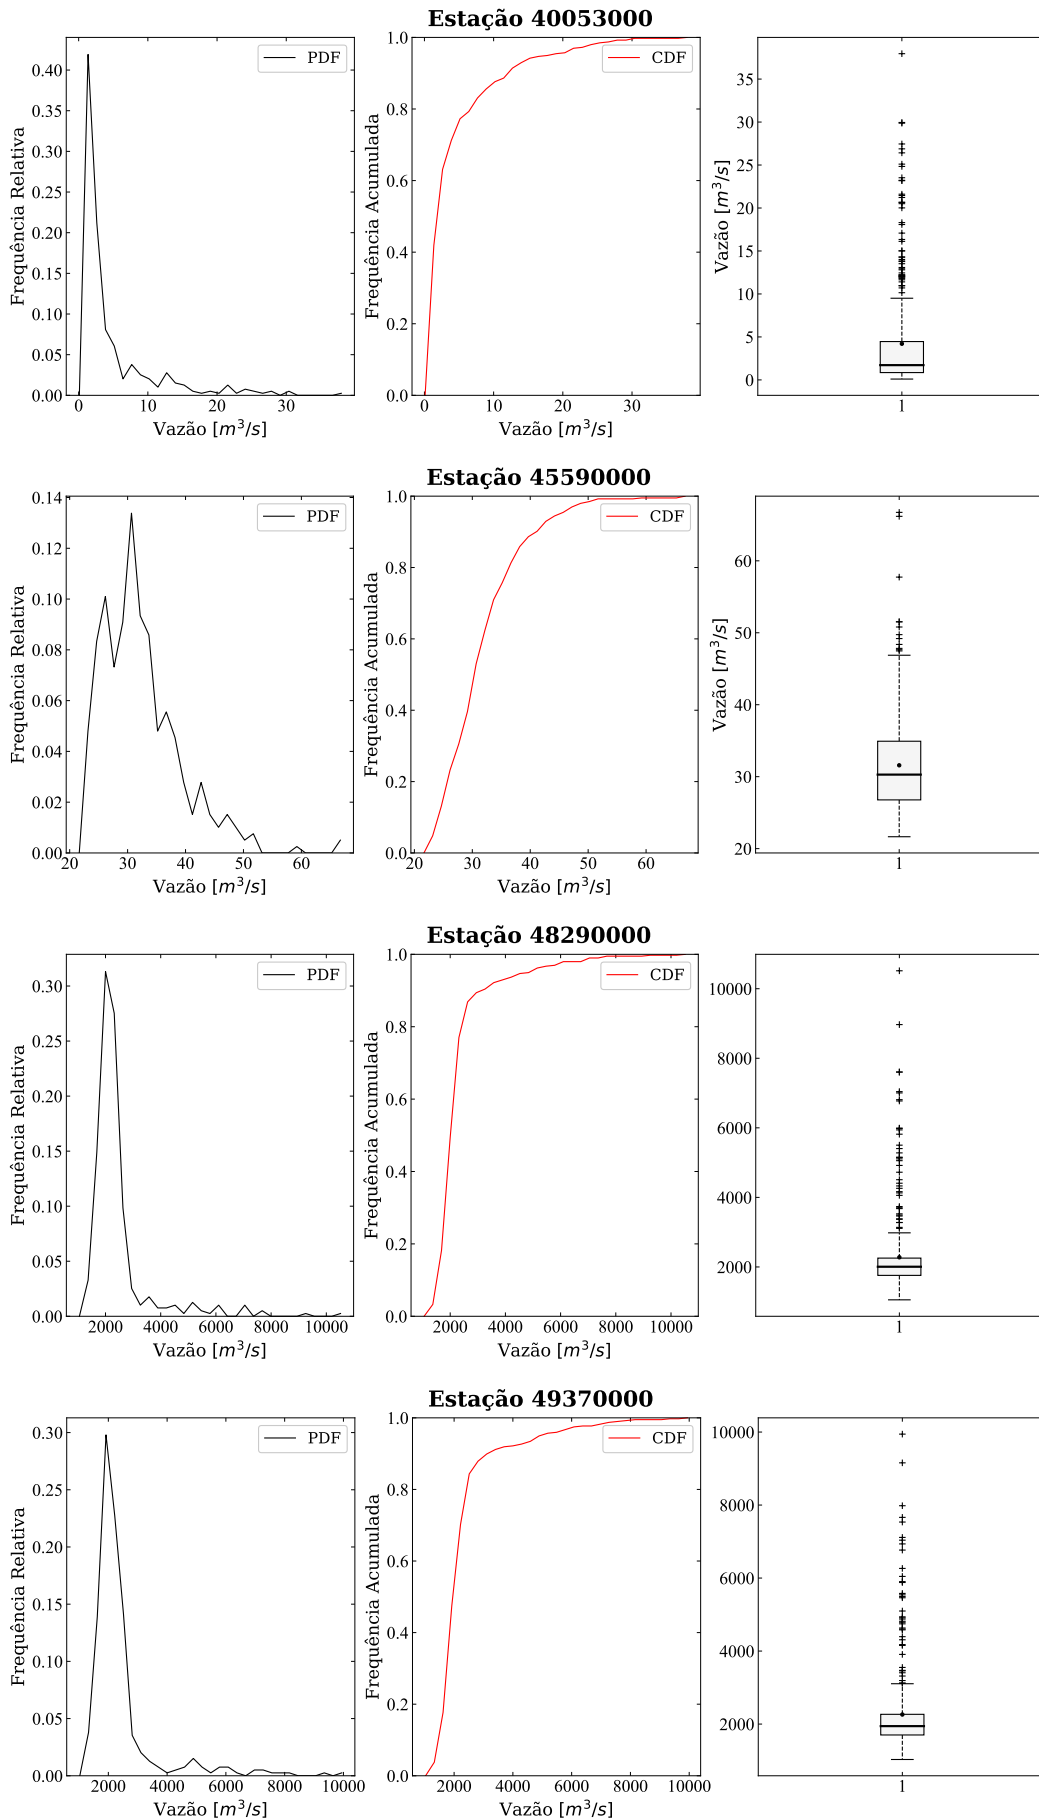 Estação 40053000
0.40
0.35
0.30
0.25
0.20
0.15
0.10
0.05
0.00
Frequência Relativa
PDF
0 10 20 30
Vazão [m³/s]
1.0
0.8
0.6
0.4
0.2
0.0
Frequência Acumulada
CDF
0 10 20 30
Vazão [m³/s]
35
30
25
20
15
10
5
0
Vazão [m³/s]
1
Estação 45590000
0.14
0.12
0.10
0.08
0.06
0.04
0.02
0.00
Frequência Relativa
PDF
20 30 40 50 60
Vazão [m³/s]
1.0
0.8
0.6
0.4
0.2
0.0
Frequência Acumulada
CDF
20 30 40 50 60
Vazão [m³/s]
60
50
40
30
20
Vazão [m³/s]
1
Estação 48290000
0.30
0.25
0.20
0.15
0.10
0.05
0.00
Frequência Relativa
PDF
2000 4000 6000 8000 10000
Vazão [m³/s]
1.0
0.8
0.6
0.4
0.2
0.0
Frequência Acumulada
CDF
2000 4000 6000 8000 10000
Vazão [m³/s]
10000
8000
6000
4000
2000
1
Estação 49370000
0.30
0.25
0.20
0.15
0.10
0.05
0.00
Frequência Relativa
PDF
2000 4000 6000 8000 10000
Vazão [m³/s]
1.0
0.8
0.6
0.4
0.2
0.0
Frequência Acumulada
CDF
2000 4000 6000 8000 10000
Vazão [m³/s]
10000
8000
6000
4000
2000
1